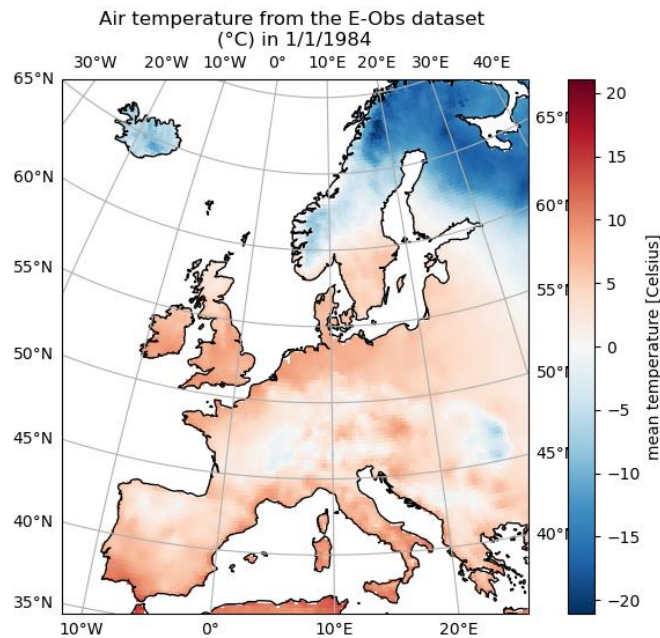 Air temperature from the E-Obs dataset
(°C) in 1/1/1984
30°W 20°W 10°W 0° 10°E 20°E 30°E 40°E
65°N
60°N
55°N
50°N
45°N
40°N
35°N
65°N
60°N
55°N
50°N
45°N
40°N
10°W 0° 10°E 20°E
20
15
10
5
0
−5
−10
−15
−20
mean temperature [Celsius]